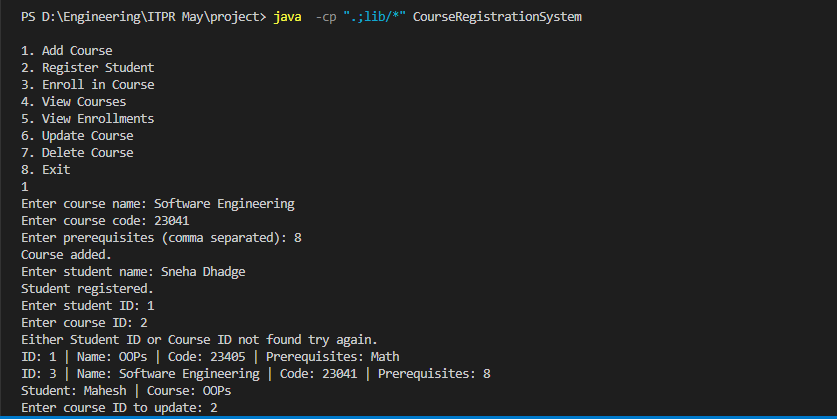 PS D:\Engineering\ITPR May\project> java  -cp ".;lib/*" CourseRegistrationSystem
1. Add Course
2. Register Student
3. Enroll in Course
4. View Courses
5. View Enrollments
6. Update Course
7. Delete Course
8. Exit
1
Enter course name: Software Engineering
Enter course code: 23041
Enter prerequisites (comma separated): 8
Course added.
Enter student name: Sneha Dhadge
Student registered.
Enter student ID: 1
Enter course ID: 2
Either Student ID or Course ID not found try again.
ID: 1 | Name: OOPs | Code: 23405 | Prerequisites: Math
ID: 3 | Name: Software Engineering | Code: 23041 | Prerequisites: 8
Student: Mahesh | Course: OOPs
Enter course ID to update: 2